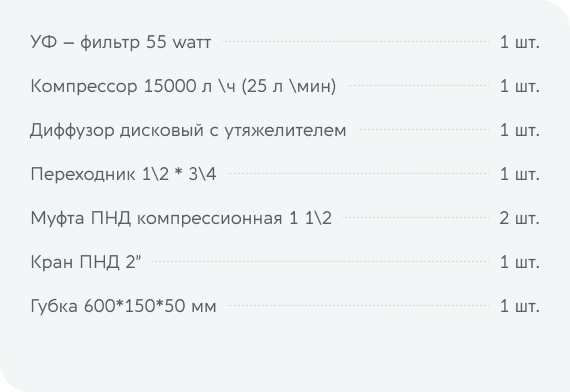 УФ – фильтр 55 watt 1 шт.
Компрессор 15000 л \ч (25 л \мин) 1 шт.
Диффузор дисковый с утяжелителем 1 шт.
Переходник 1\2 * 3\4 1 шт.
Муфта ПНД компрессионная 1 1\2 2 шт.
Кран ПНД 2” 1 шт.
Губка 600*150*50 мм 1 шт.